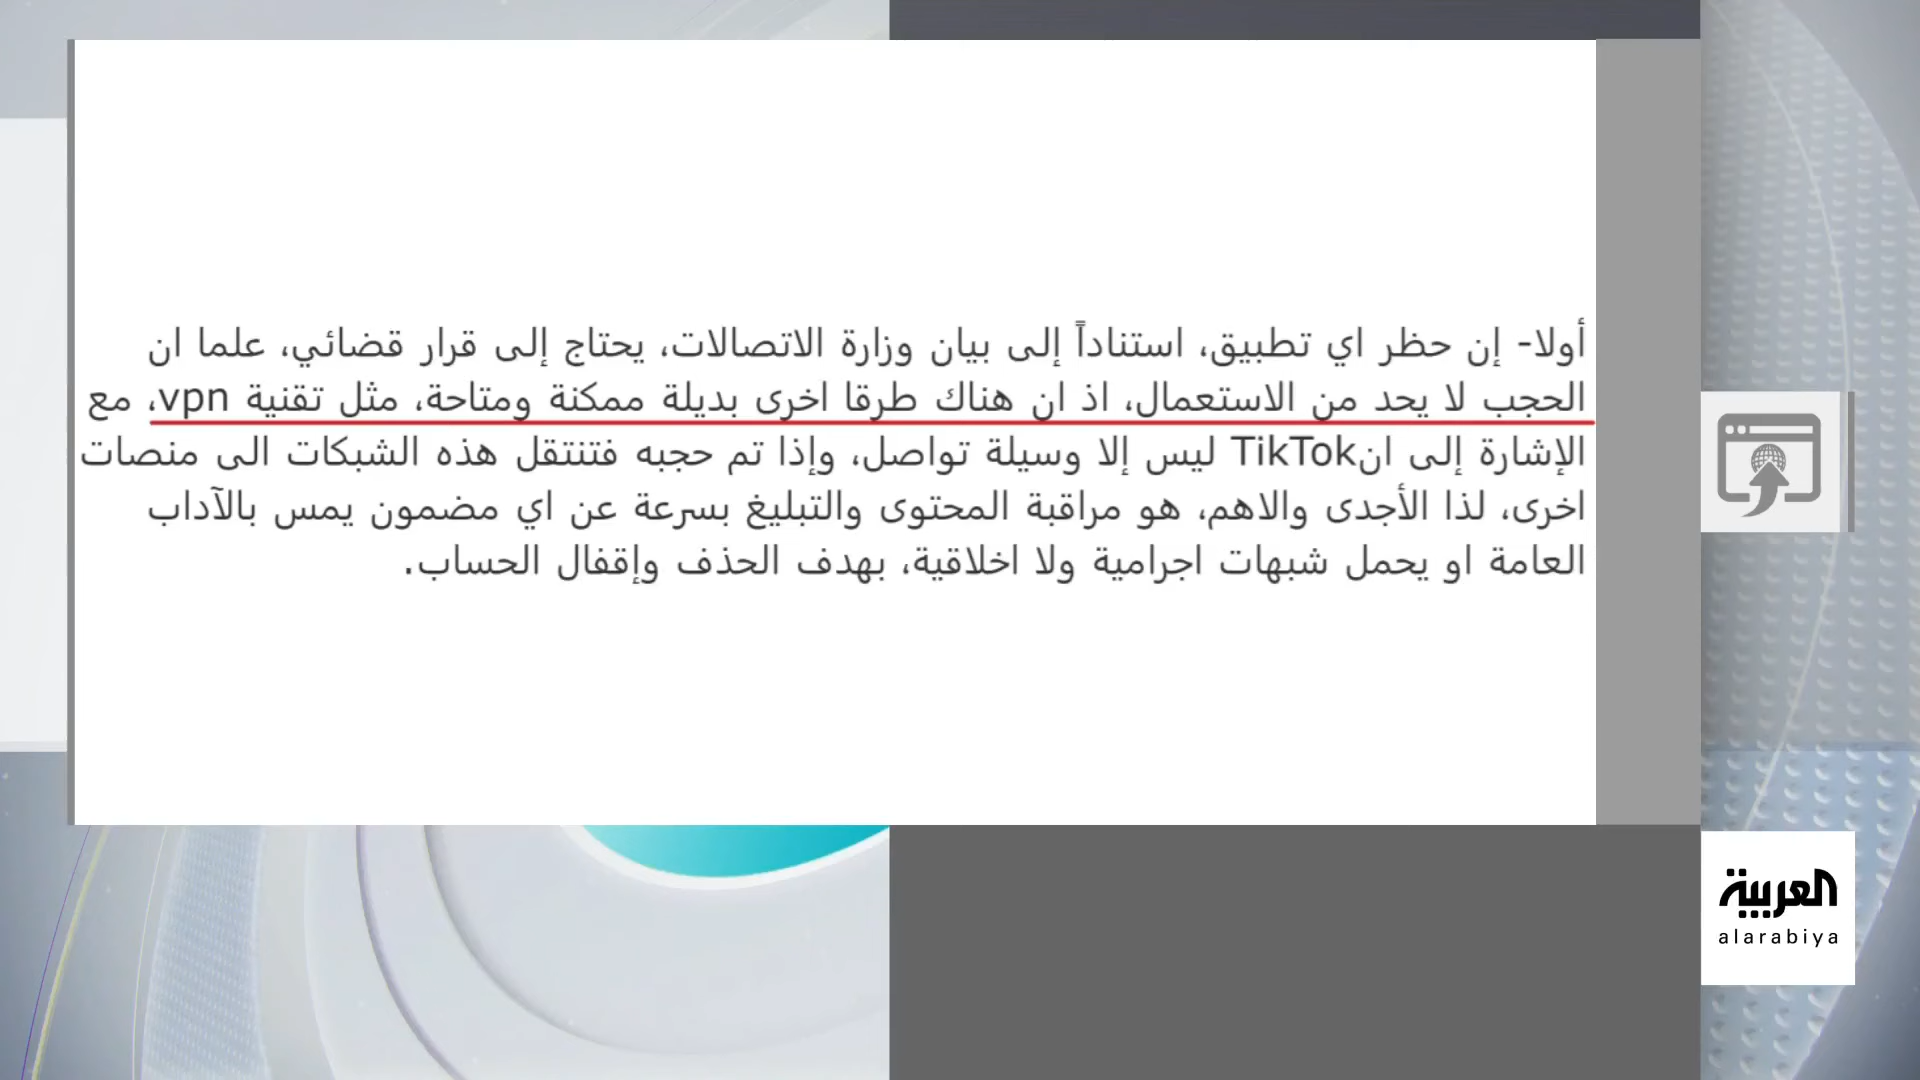 أولا- إن حظر اي تطبيق، استناداً إلى بيان وزارة الاتصالات، يحتاج إلى قرار قضائي، علما ان
الحجب لا يحد من الاستعمال، اذ ان هناك طرقا اخرى بديلة ممكنة ومتاحة، مثل تقنية vpn، مع
الإشارة إلى انTikTok ليس إلا وسيلة تواصل، وإذا تم حجبه فتنتقل هذه الشبكات الى منصات
اخرى، لذا الأجدى والاهم، هو مراقبة المحتوى والتبليغ بسرعة عن اي مضمون يمس بالآداب
العامة او يحمل شبهات اجرامية ولا اخلاقية، بهدف الحذف وإقفال الحساب.
العربية
alarabiya